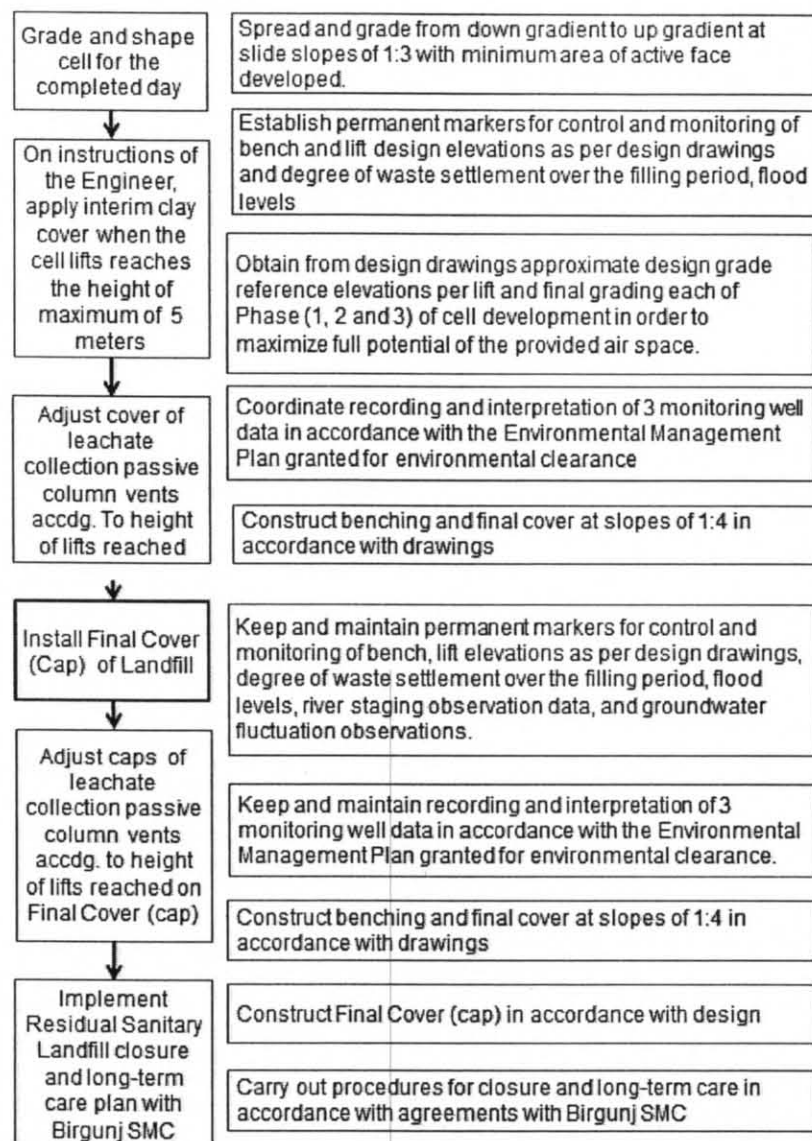 Grade and shape
cell for the
completed day
On instructions of
the Engineer,
apply interim clay
cover when the
cell lifts reaches
the height of
maximum of 5
meters
Adjust cover of
leachate
collection passive
column vents
accdg. To height
of lifts reached
Install Final Cover
(Cap) of Landfill
Adjust caps of
leachate
collection passive
column vents
accdg. to height
of lifts reached on
Final Cover (cap)
Implement
Residual Sanitary
Landfill closure
and long-term
care plan with
Birgunj SMC
Spread and grade from down gradient to up gradient at
slide slopes of 1:3 with minimum area of active face
developed.
Establish permanent markers for control and monitoring of
bench and lift design elevations as per design drawings
and degree of waste settlement over the filling period, flood
levels
Obtain from design drawings approximate design grade
reference elevations per lift and final grading each of
Phase (1, 2 and 3) of cell development in order to
maximize full potential of the provided air space.
Coordinate recording and interpretation of 3 monitoring well
data in accordance with the Environmental Management
Plan granted for environmental clearance
Construct benching and final cover at slopes of 1:4 in
accordance with drawings
Keep and maintain permanent markers for control and
monitoring of bench, lift elevations as per design drawings,
degree of waste settlement over the filling period, flood
levels, river staging observation data, and groundwater
fluctuation observations.
Keep and maintain recording and interpretation of 3
monitoring well data in accordance with the Environmental
Management Plan granted for environmental clearance.
Construct benching and final cover at slopes of 1:4 in
accordance with drawings
Construct Final Cover (cap) in accordance with design
Carry out procedures for closure and long-term care in
accordance with agreements with Birgunj SMC